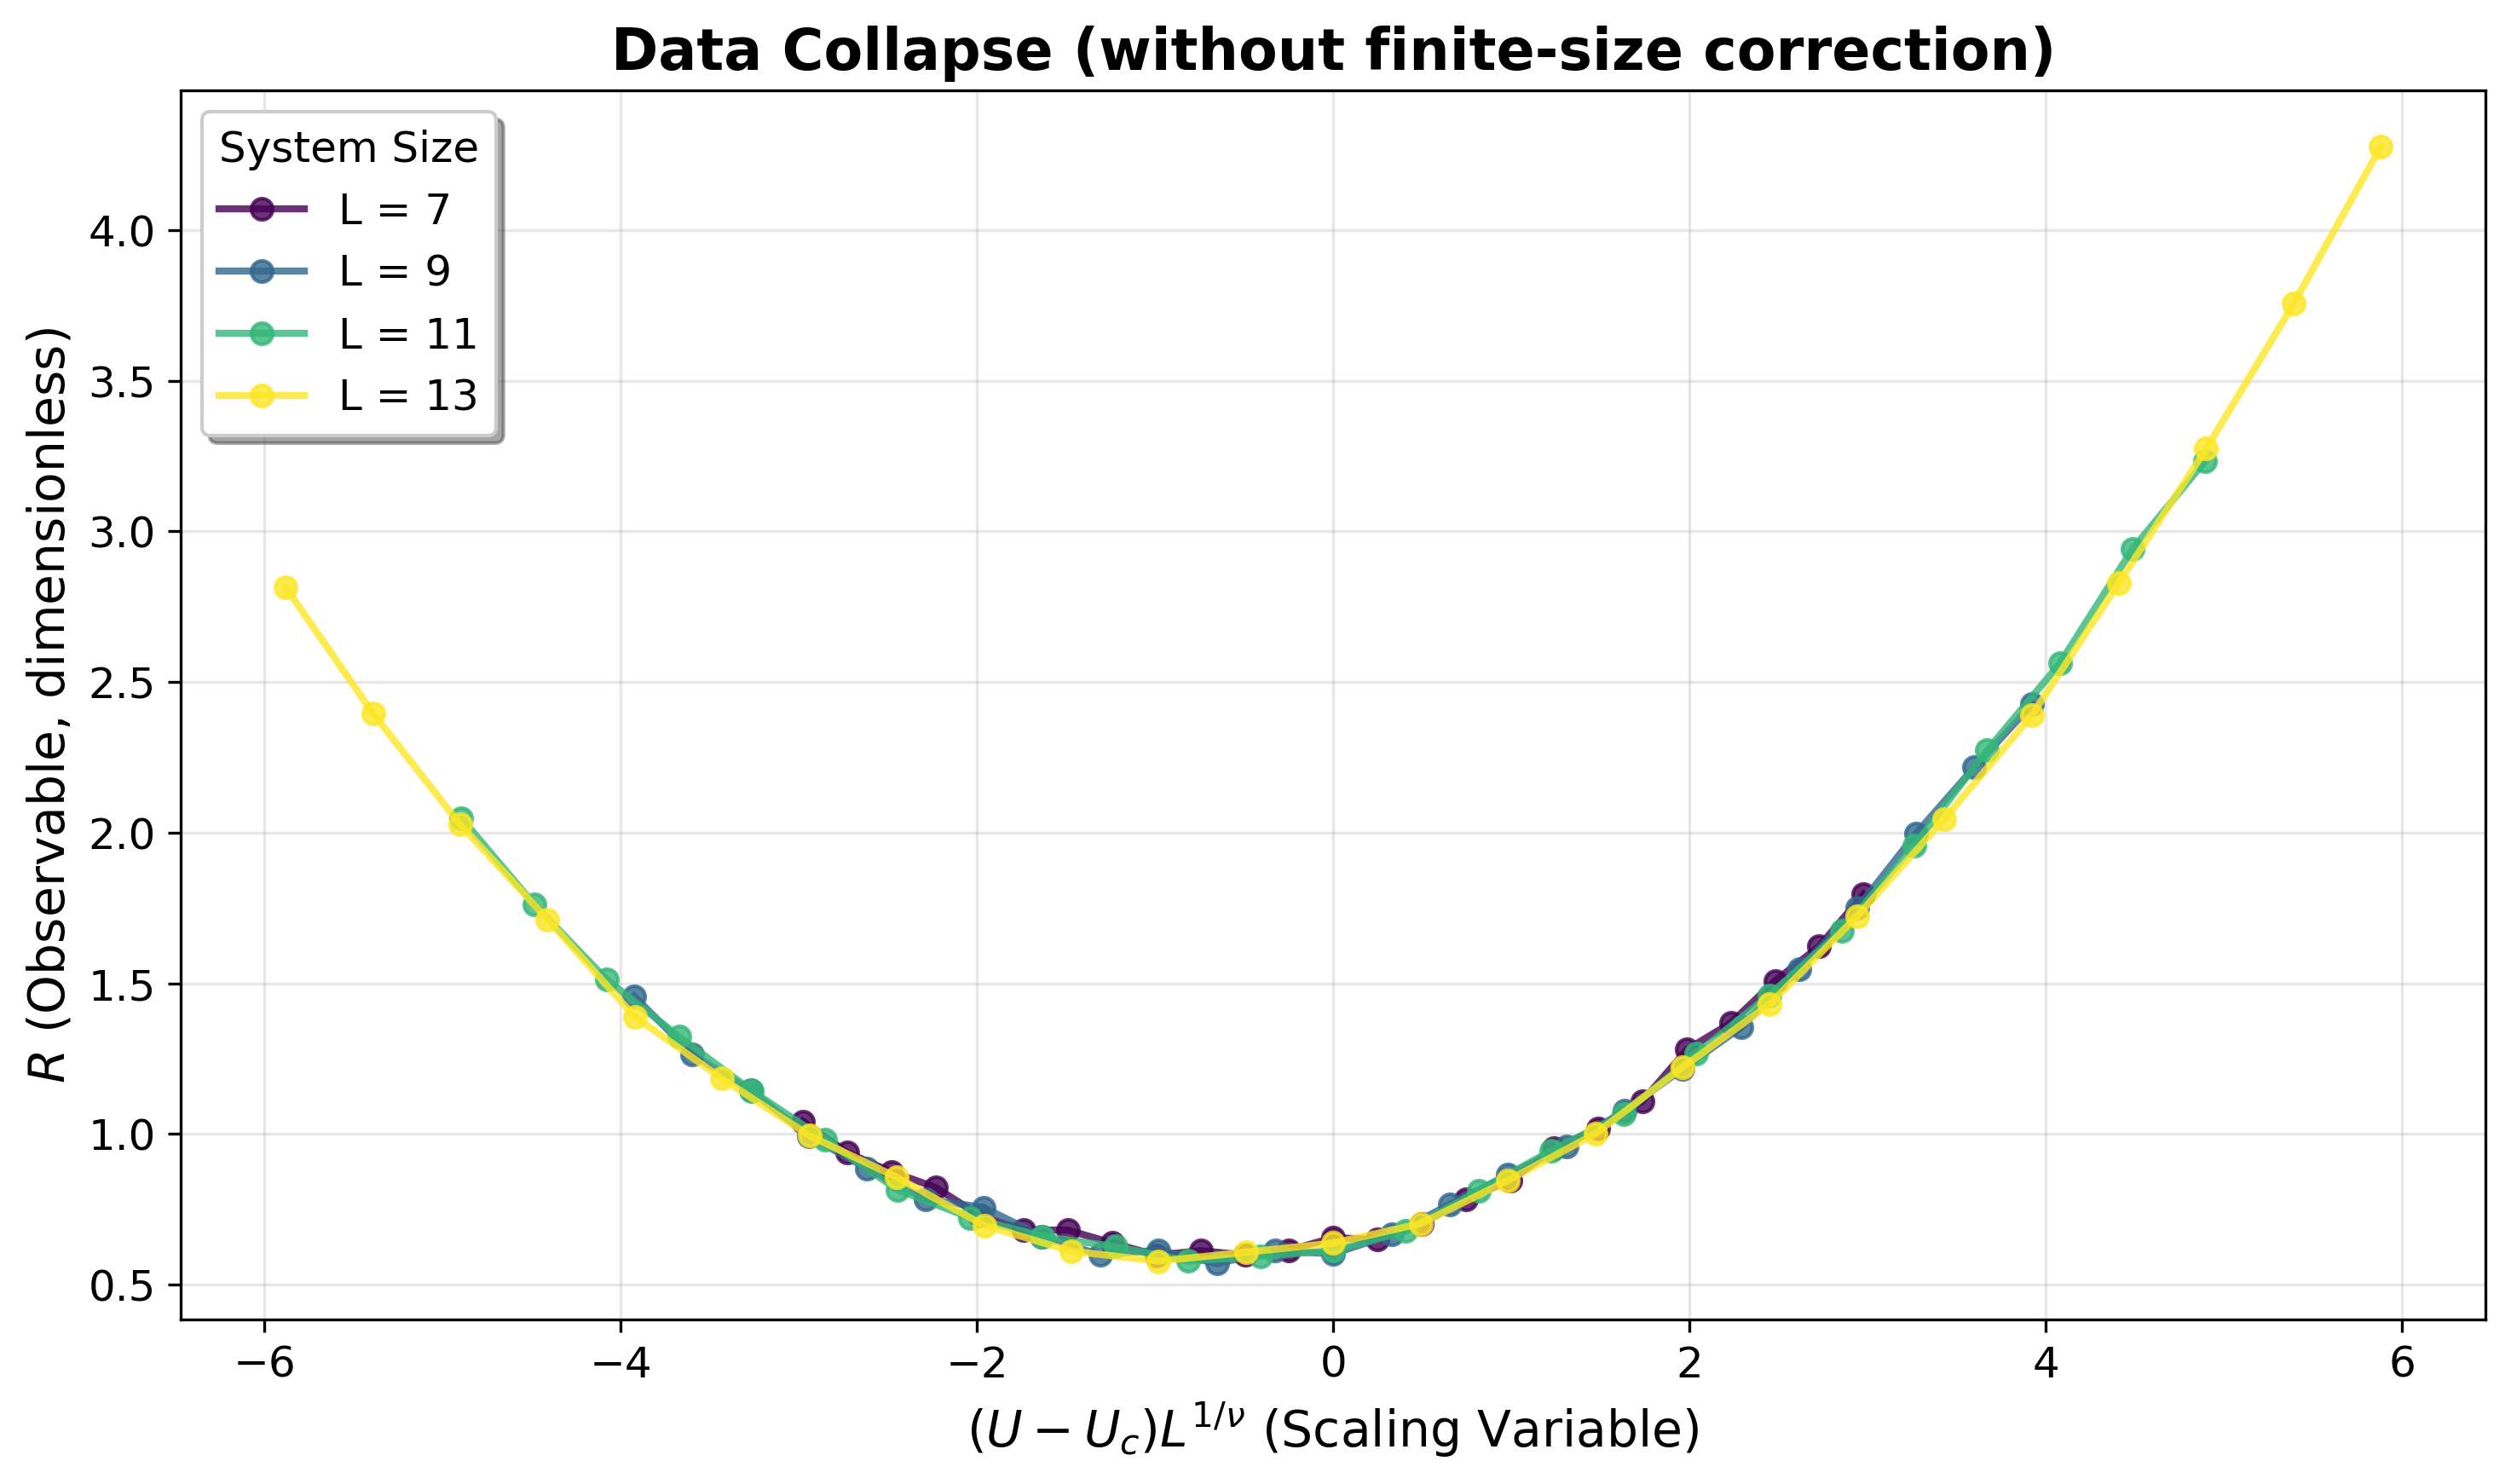 Data Collapse (without finite-size correction)
System Size
L = 7
L = 9
L = 11
L = 13
R (Observable, dimensionless)
4.0
3.5
3.0
2.5
2.0
1.5
1.0
0.5
−6 −4 −2 0 2 4 6
(U − U_c)L^{1/ν} (Scaling Variable)